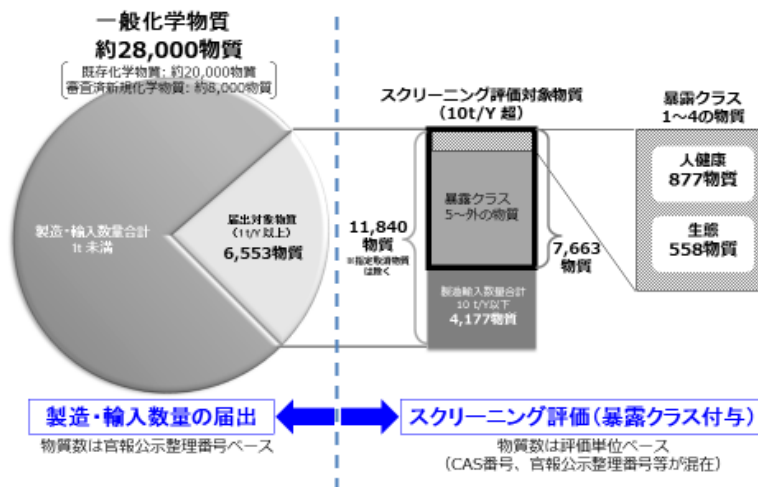 一般化学物質
約28,000物質
既存化学物質: 約20,000物質
審査済新規化学物質: 約8,000物質
製造・輸入数量合計
1t 未満
届出対象物質
(1t/Y以上)
6,553物質
製造・輸入数量の届出
物質数は官報公示整理番号ベース
スクリーニング評価対象物質
(10t/Y 超)
暴露クラス
5~外の物質
11,840
物質
※指定取消物質
は除く
7,663
物質
製造輸入数量合計
10 t/Y以下
4,177物質
暴露クラス
1~4の物質
人健康
877物質
生態
558物質
スクリーニング評価(暴露クラス付与)
物質数は評価単位ベース
(CAS番号、官報公示整理番号等が混在)